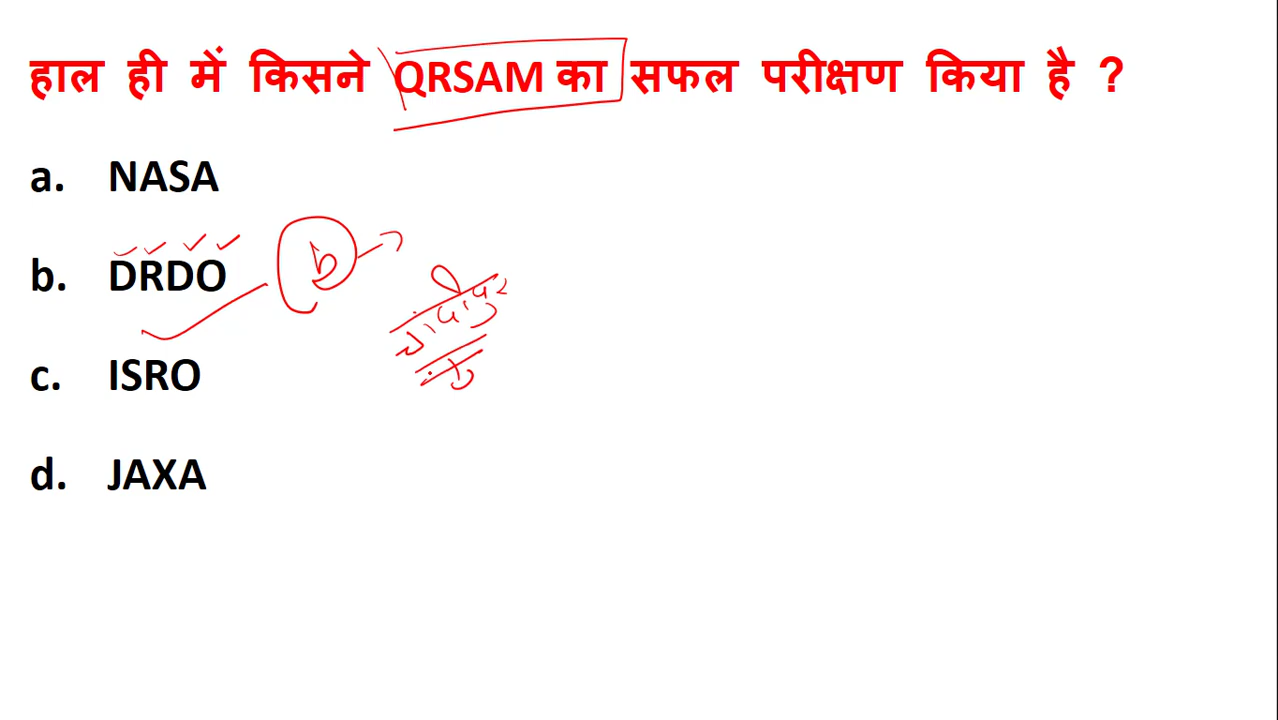 हाल ही में किसने QRSAM का सफल परीक्षण किया है ?
a. NASA
b. DRDO
b
c. ISRO
d. JAXA